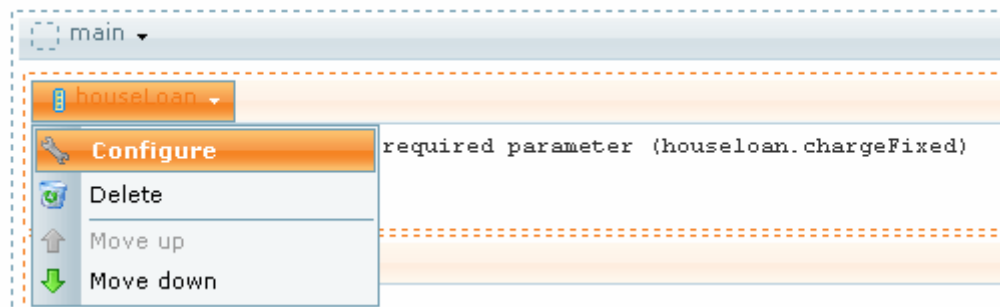 main
houseLoan
Configure
required parameter (houseloan.chargeFixed)
Delete
Move up
Move down